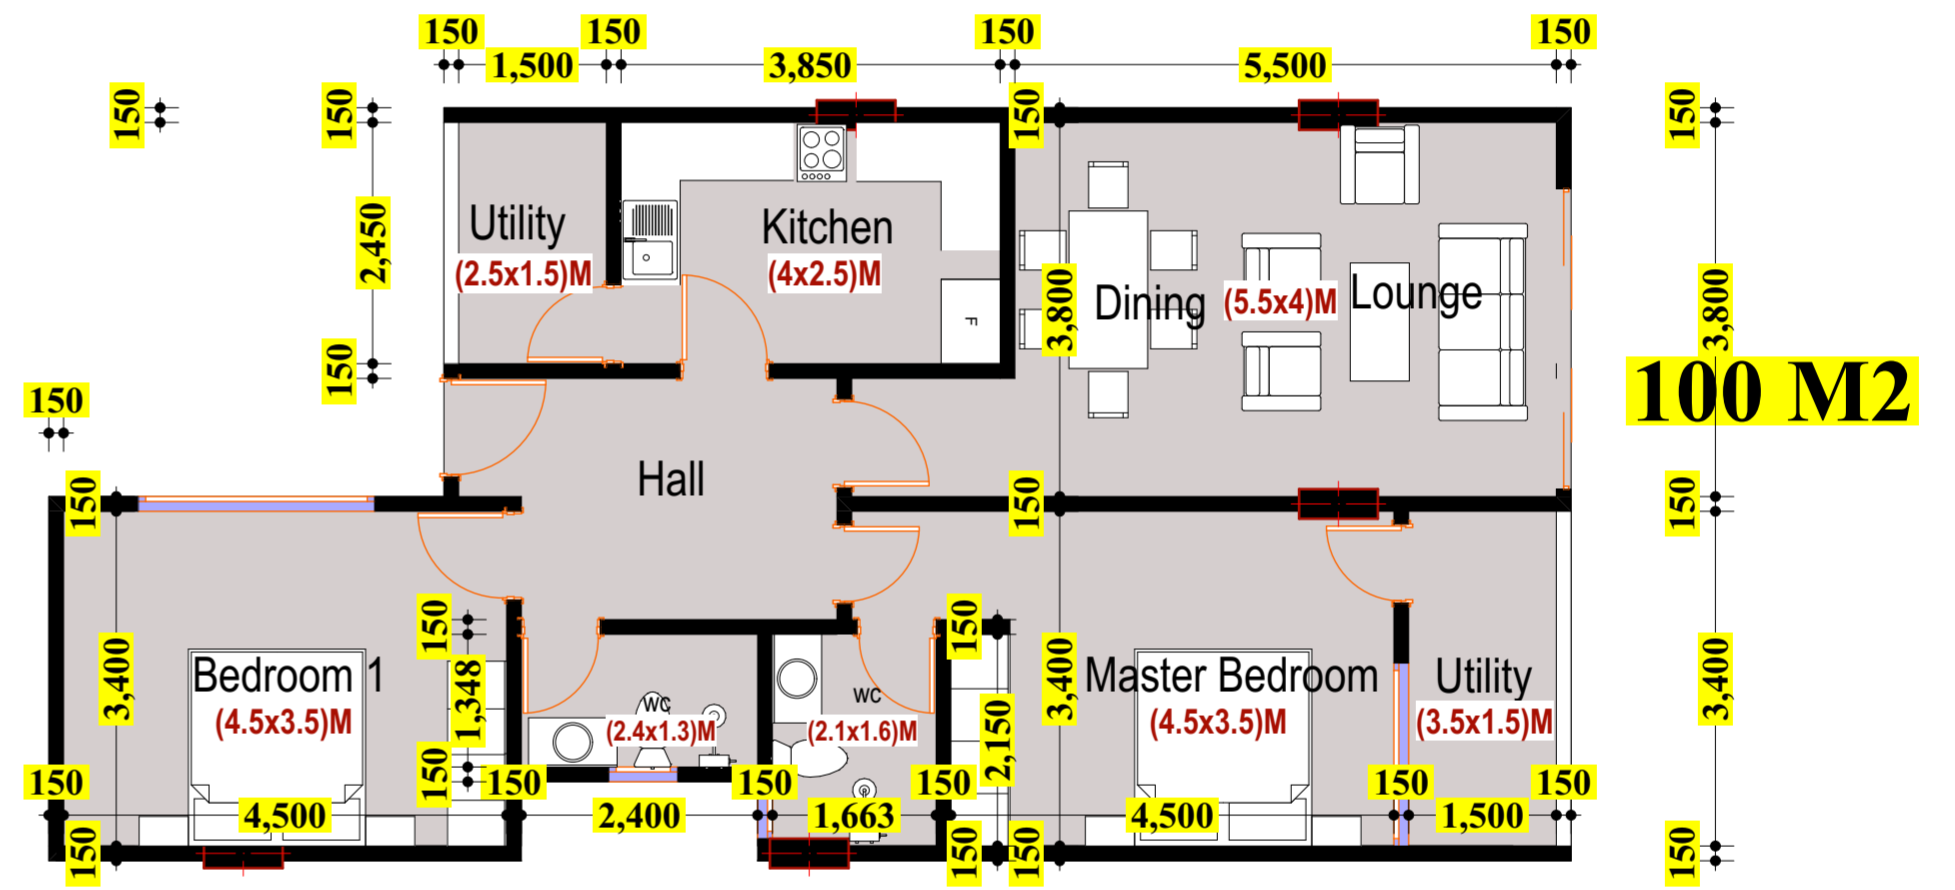 150 150 150 150
1,500 3,850 5,500
150 150 150 150
2,450
Utility
(2.5x1.5)M
Kitchen
(4x2.5)M
3,800
Dining
(5.5x4)M
Lounge
3,800
F
150
100 M2
150
Hall
150 150 150
150 150
3,400
Bedroom 1
(4.5x3.5)M
1,348
wc
(2.4x1.3)M
wc
(2.1x1.6)M
2,150
3,400
Master Bedroom
(4.5x3.5)M
Utility
(3.5x1.5)M
3,400
150 150 150 150 150 150 150
4,500 2,400 1,663 4,500 1,500
150 150 150 150